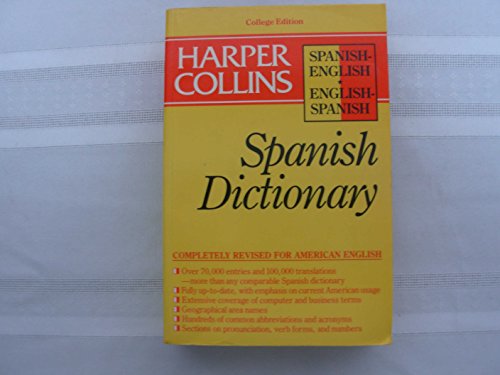 College Edition
HARPER
COLLINS
SPANISH-
ENGLISH
ENGLISH-
SPANISH
Spanish
Dictionary
COMPLETELY REVISED FOR AMERICAN ENGLISH
Over 70,000 entries and 100,000 translations
—more than any comparable Spanish dictionary
Fully up-to-date, with emphasis on current American usage
Extensive coverage of computer and business terms
Geographical area names
Hundreds of common abbreviations and acronyms
Sections on pronunciation, verb forms, and numbers